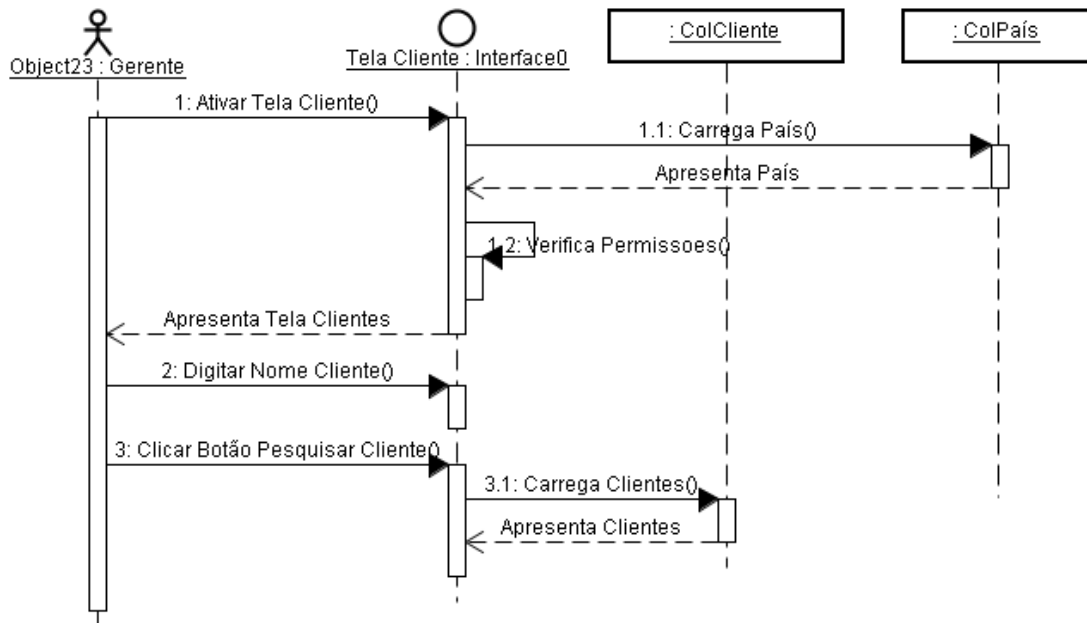 : ColCliente
: ColPaís
Object23 : Gerente
Tela Cliente : Interface0
1: Ativar Tela Cliente()
1.1: Carrega País()
Apresenta País
1.2: Verifica Permissoes()
Apresenta Tela Clientes
2: Digitar Nome Cliente()
3: Clicar Botão Pesquisar Cliente()
3.1: Carrega Clientes()
Apresenta Clientes